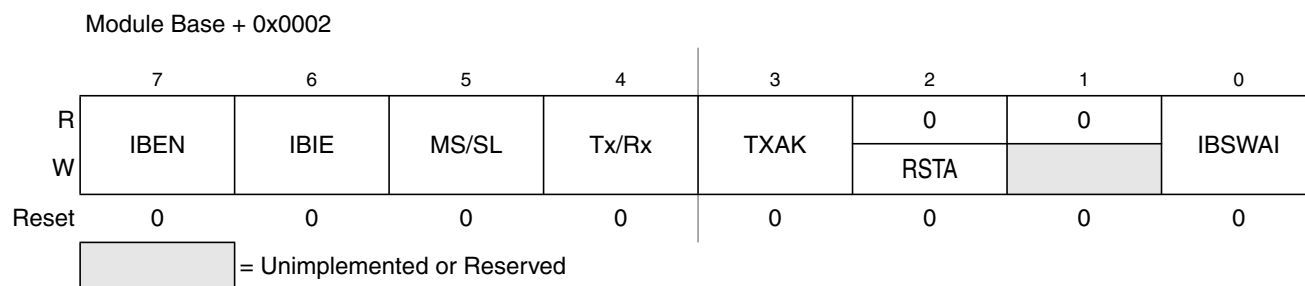 Module Base + 0x0002
7 6 5 4 3 2 1 0
R IBEN IBIE MS/SL Tx/Rx TXAK 0 0 IBSWAI
W RSTA
Reset 0 0 0 0 0 0 0 0
= Unimplemented or Reserved